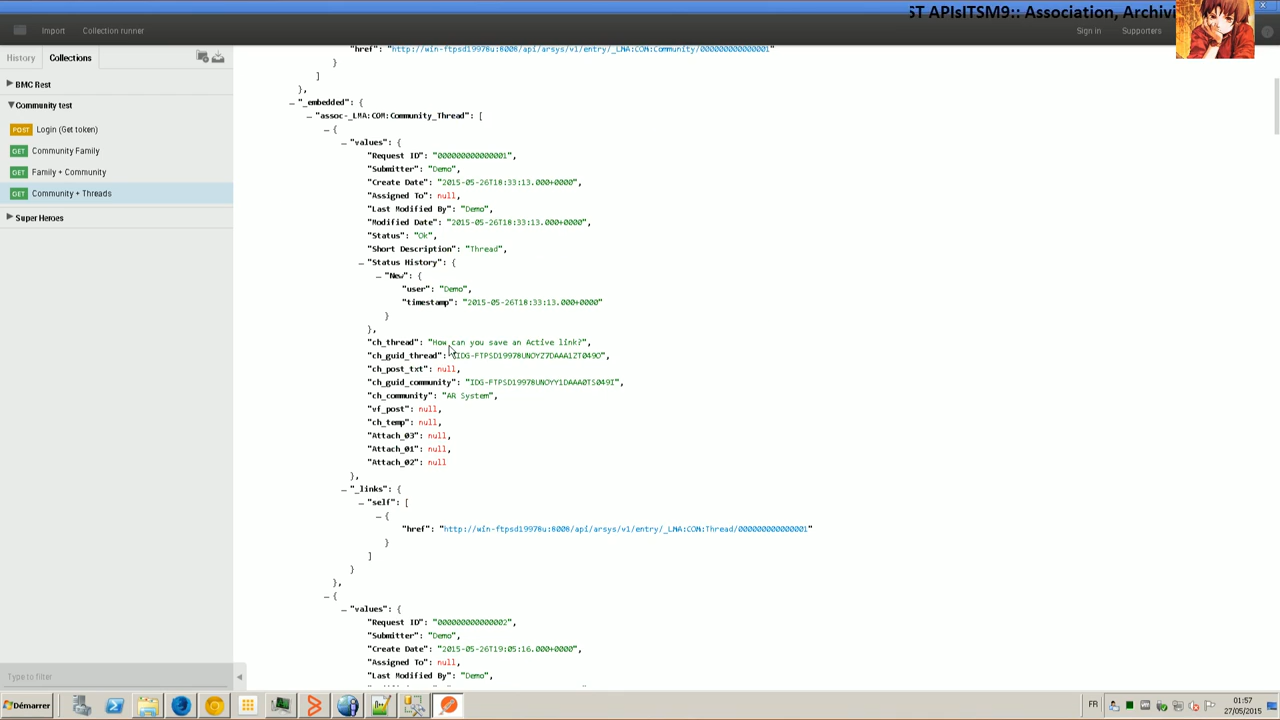 ST APIsITSM9:: Association, Archivi
Import
Collection runner
Sign in
Supporters
History
Collections
BMC Rest
Community test
POST Login (Get token)
GET Community Family
GET Family + Community
GET Community + Threads
Super Heroes
Type to filter
"href": "http://win-ftpsd19978u:8008/api/arsys/v1/entry/_LMA:COM:Community/000000000000001"
}
]
},
"_embedded": {
"assoc-_LMA:COM:Community_Thread": [
{
"values": {
"Request ID": "000000000000001",
"Submitter": "Demo",
"Create Date": "2015-05-26T18:33:13.000+0000",
"Assigned To": null,
"Last Modified By": "Demo",
"Modified Date": "2015-05-26T18:33:13.000+0000",
"Status": "Ok",
"Short Description": "Thread",
"Status History": {
"New": {
"user": "Demo",
"timestamp": "2015-05-26T18:33:13.000+0000"
}
},
"ch_thread": "How can you save an Active link?",
"ch_guid_thread": "IDG-FTPSD19978UNOYZ7DAAA1ZT049O",
"ch_post_txt": null,
"ch_guid_community": "IDG-FTPSD19978UNOYY1DAAA0TS049I",
"ch_community": "AR System",
"vf_post": null,
"ch_temp": null,
"Attach_03": null,
"Attach_01": null,
"Attach_02": null
},
"_links": {
"self": [
{
"href": "http://win-ftpsd19978u:8008/api/arsys/v1/entry/_LMA:COM:Thread/000000000000001"
}
]
}
},
{
"values": {
"Request ID": "000000000000002",
"Submitter": "Demo",
"Create Date": "2015-05-26T19:05:16.000+0000",
"Assigned To": null,
"Last Modified By": "Demo",
Démarrer
FR
01:57
27/05/2015